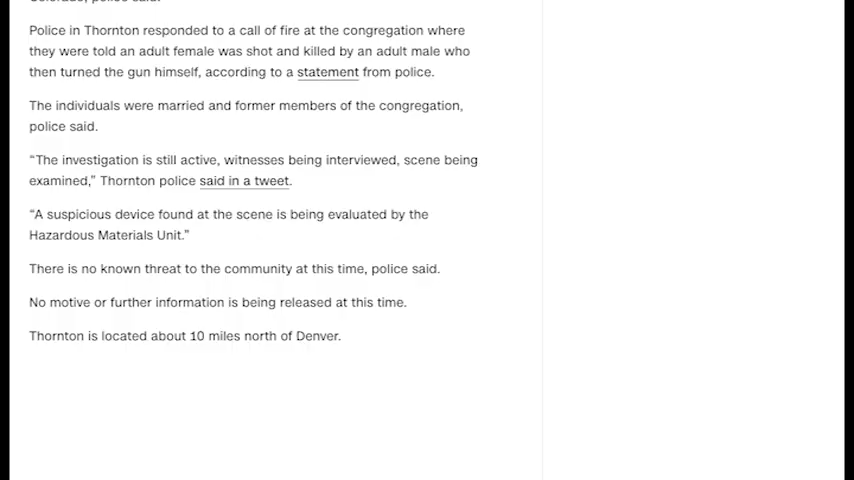 Colorado, police said.
Police in Thornton responded to a call of fire at the congregation where
they were told an adult female was shot and killed by an adult male who
then turned the gun himself, according to a statement from police.
The individuals were married and former members of the congregation,
police said.
“The investigation is still active, witnesses being interviewed, scene being
examined,” Thornton police said in a tweet.
“A suspicious device found at the scene is being evaluated by the
Hazardous Materials Unit.”
There is no known threat to the community at this time, police said.
No motive or further information is being released at this time.
Thornton is located about 10 miles north of Denver.